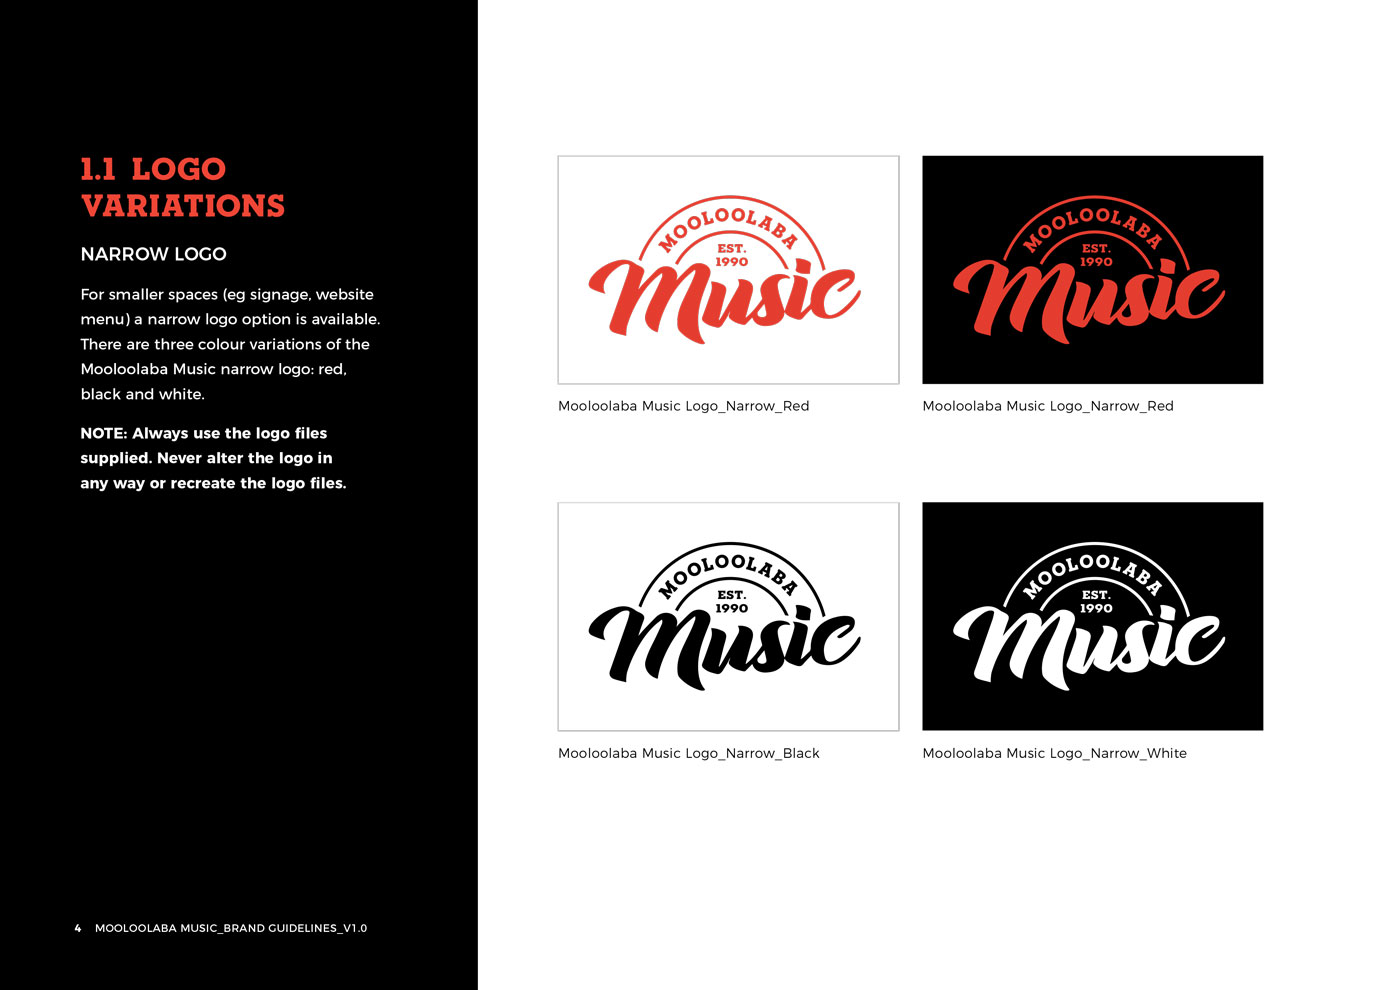 1.1 LOGO
VARIATIONS
NARROW LOGO
For smaller spaces (eg signage, website
menu) a narrow logo option is available.
There are three colour variations of the
Mooloolaba Music narrow logo: red,
black and white.
NOTE: Always use the logo files
supplied. Never alter the logo in
any way or recreate the logo files.
4 MOOLOOLABA MUSIC_BRAND GUIDELINES_V1.0
MOOLOOLABA
EST.
1990
Music
Mooloolaba Music Logo_Narrow_Red
MOOLOOLABA
EST.
1990
Music
Mooloolaba Music Logo_Narrow_Red
MOOLOOLABA
EST.
1990
Music
Mooloolaba Music Logo_Narrow_Black
MOOLOOLABA
EST.
1990
Music
Mooloolaba Music Logo_Narrow_White